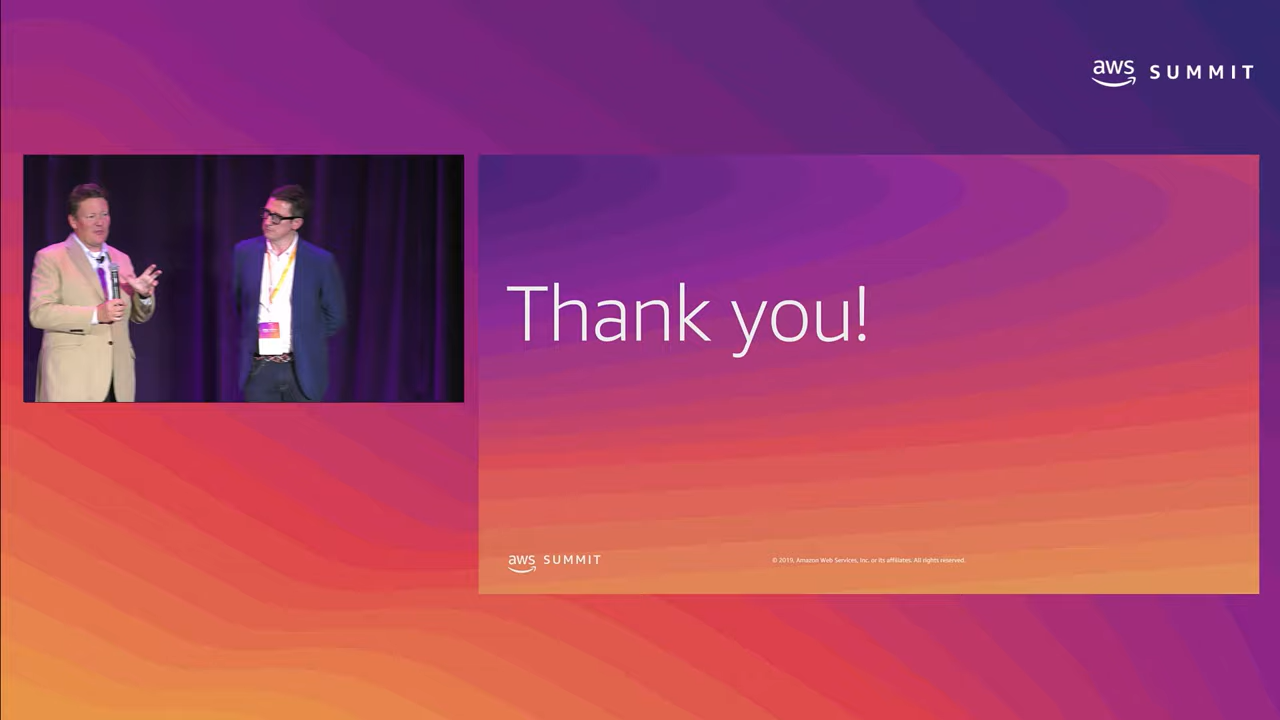 aws SUMMIT
Thank you!
aws SUMMIT
© 2019, Amazon Web Services, Inc. or its affiliates. All rights reserved.